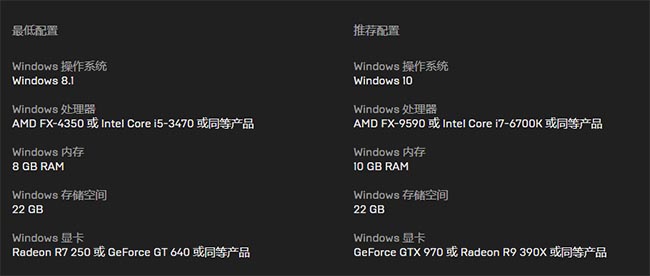 最低配置
Windows 操作系统
Windows 8.1
Windows 处理器
AMD FX-4350 或 Intel Core i5-3470 或同等产品
Windows 内存
8 GB RAM
Windows 存储空间
22 GB
Windows 显卡
Radeon R7 250 或 GeForce GT 640 或同等产品
推荐配置
Windows 操作系统
Windows 10
Windows 处理器
AMD FX-9590 或 Intel Core i7-6700K 或同等产品
Windows 内存
10 GB RAM
Windows 存储空间
22 GB
Windows 显卡
GeForce GTX 970 或 Radeon R9 390X 或同等产品